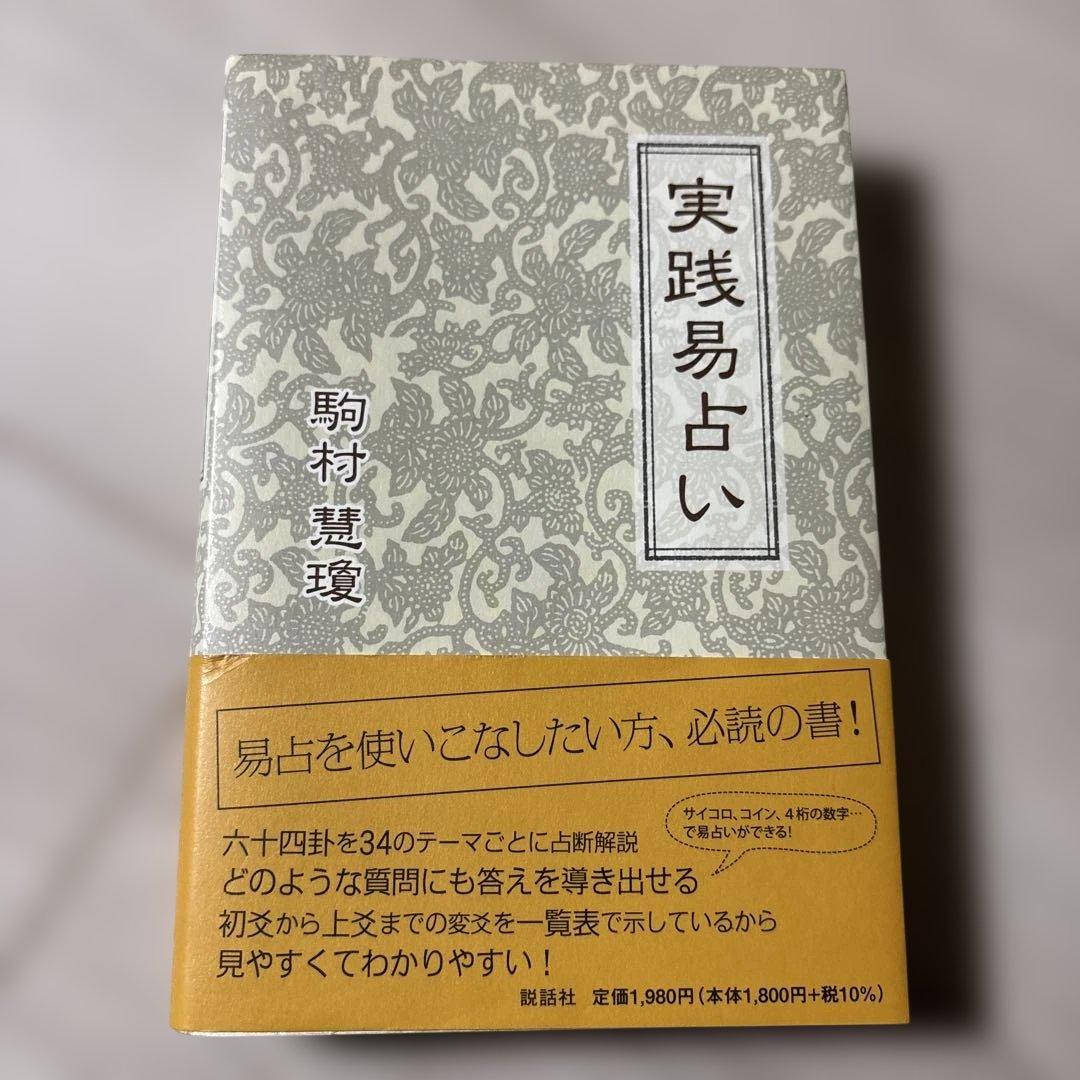 実践易占い
駒村 慧瓊
易占を使いこなしたい方、必読の書！
サイコロ、コイン、4桁の数字…
で易占いができる！
六十四卦を34のテーマごとに占断解説
どのような質問にも答えを導き出せる
初爻から上爻までの変爻を一覧表で示しているから
見やすくてわかりやすい！
説話社 定価1,980円（本体1,800円+税10%）